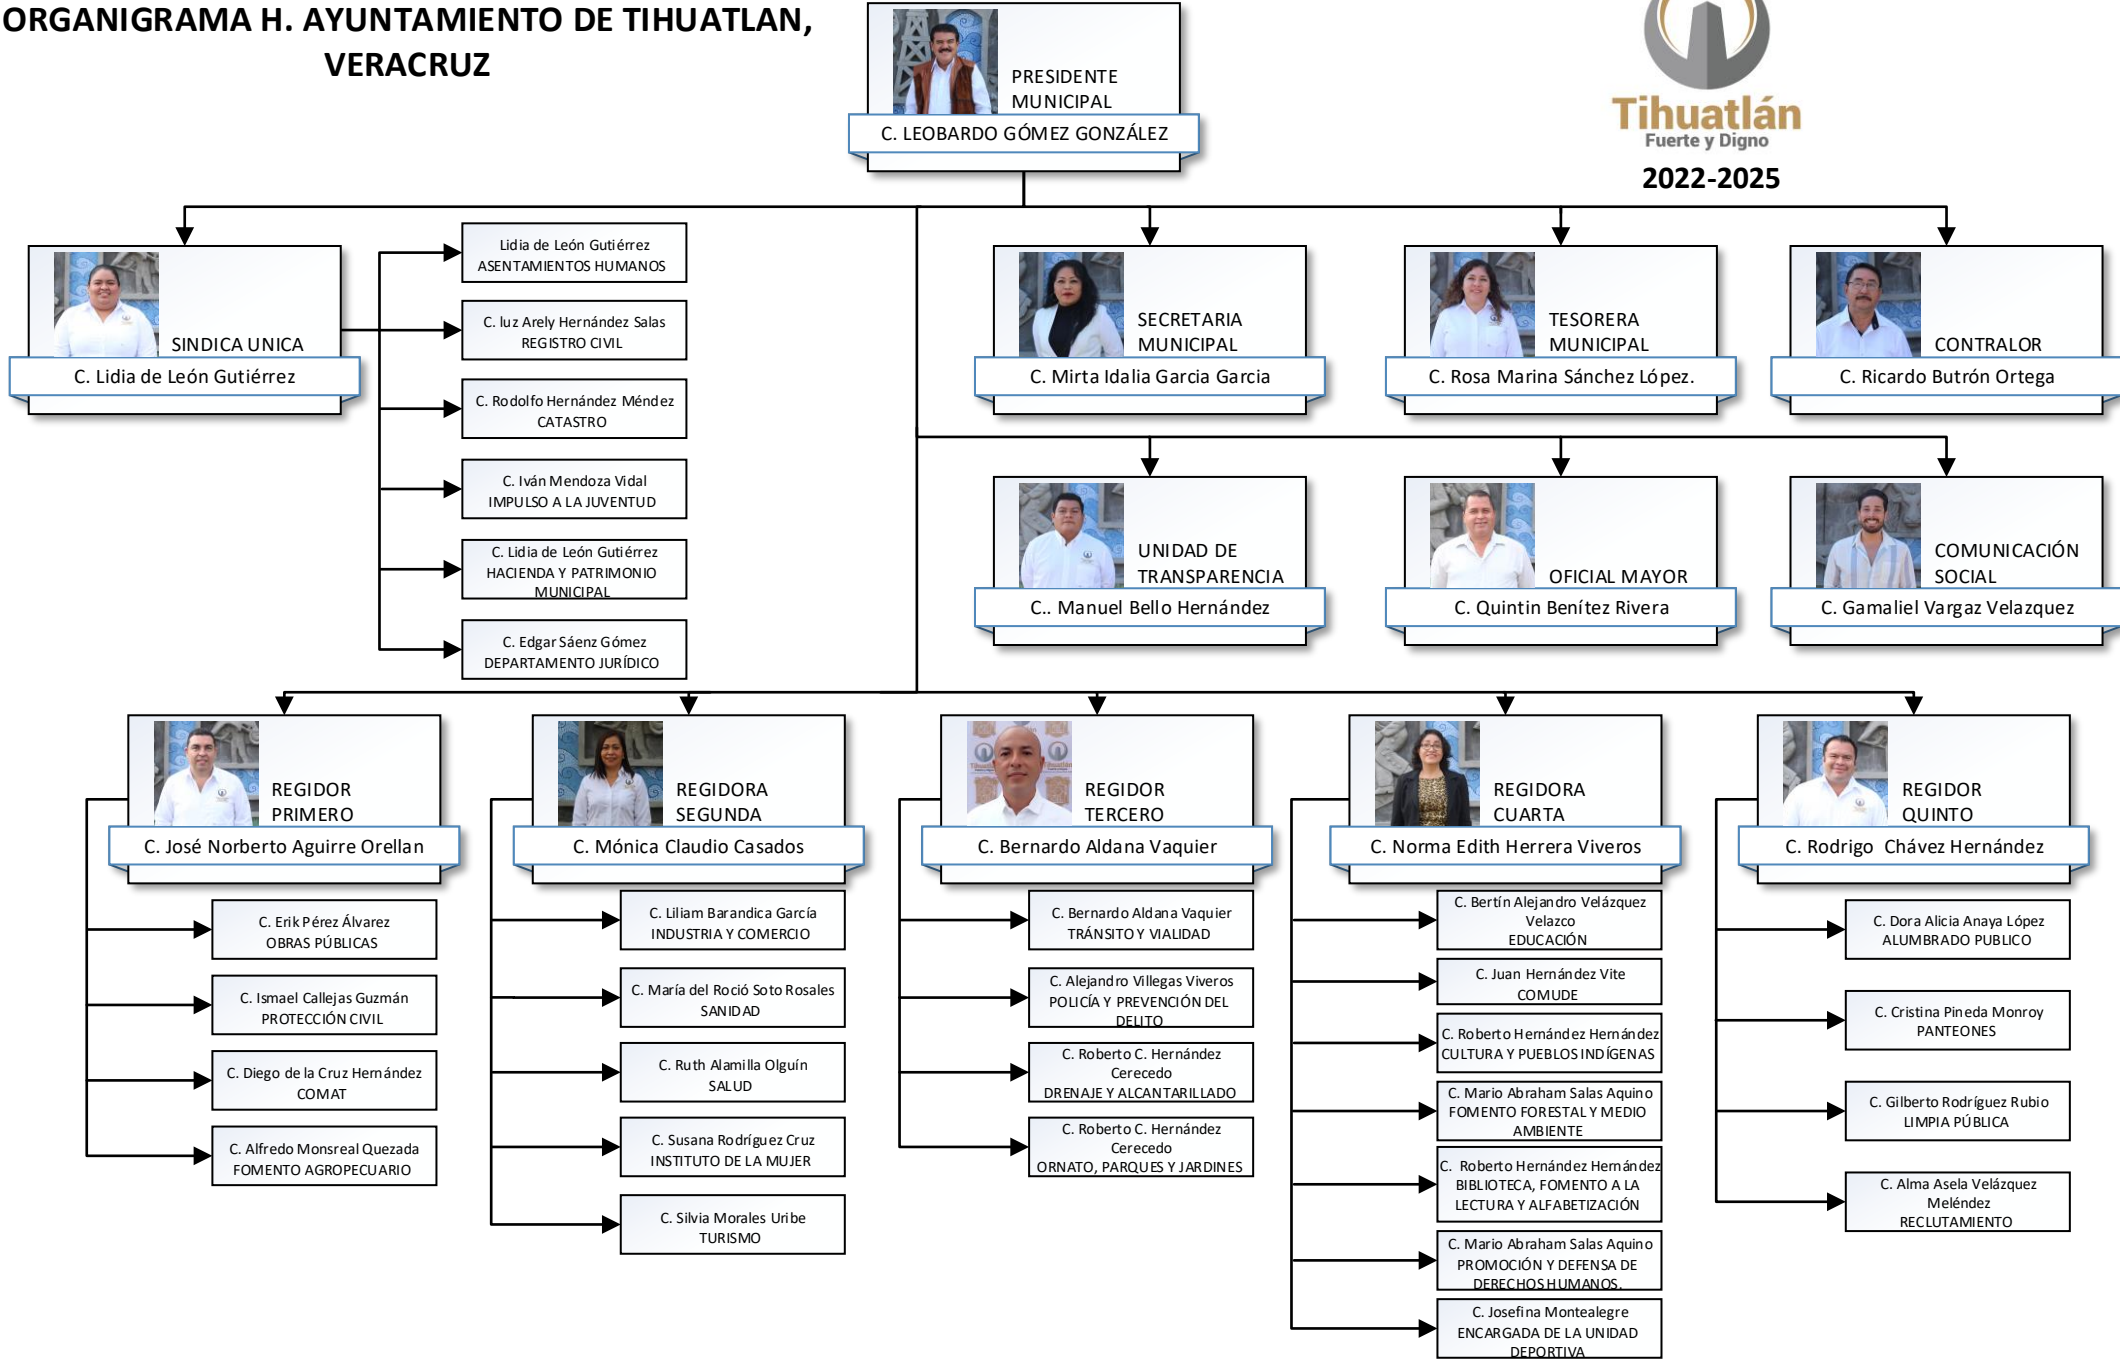 ORGANIGRAMA H. AYUNTAMIENTO DE TIHUATLAN,
VERACRUZ
PRESIDENTE
MUNICIPAL
C. LEOBARDO GÓMEZ GONZÁLEZ
Tihuatlán
Fuerte y Digno
2022-2025
SINDICA UNICA
C. Lidia de León Gutiérrez
Lidia de León Gutiérrez
ASENTAMIENTOS HUMANOS
C. luz Arely Hernández Salas
REGISTRO CIVIL
C. Rodolfo Hernández Méndez
CATASTRO
C. Iván Mendoza Vidal
IMPULSO A LA JUVENTUD
C. Lidia de León Gutiérrez
HACIENDA Y PATRIMONIO
MUNICIPAL
C. Edgar Sáenz Gómez
DEPARTAMENTO JURÍDICO
SECRETARIA
MUNICIPAL
C. Mirta Idalia Garcia Garcia
TESORERA
MUNICIPAL
C. Rosa Marina Sánchez López.
CONTRALOR
C. Ricardo Butrón Ortega
UNIDAD DE
TRANSPARENCIA
C.. Manuel Bello Hernández
OFICIAL MAYOR
C. Quintin Benítez Rivera
COMUNICACIÓN
SOCIAL
C. Gamaliel Vargaz Velazquez
REGIDOR
PRIMERO
C. José Norberto Aguirre Orellan
C. Erik Pérez Álvarez
OBRAS PÚBLICAS
C. Ismael Callejas Guzmán
PROTECCIÓN CIVIL
C. Diego de la Cruz Hernández
COMAT
C. Alfredo Monsreal Quezada
FOMENTO AGROPECUARIO
REGIDORA
SEGUNDA
C. Mónica Claudio Casados
C. Liliam Barandica García
INDUSTRIA Y COMERCIO
C. María del Roció Soto Rosales
SANIDAD
C. Ruth Alamilla Olguín
SALUD
C. Susana Rodríguez Cruz
INSTITUTO DE LA MUJER
C. Silvia Morales Uribe
TURISMO
REGIDOR
TERCERO
C. Bernardo Aldana Vaquier
C. Bernardo Aldana Vaquier
TRÁNSITO Y VIALIDAD
C. Alejandro Villegas Viveros
POLICÍA Y PREVENCIÓN DEL
DELITO
C. Roberto C. Hernández
Cerecedo
DRENAJE Y ALCANTARILLADO
C. Roberto C. Hernández
Cerecedo
ORNATO, PARQUES Y JARDINES
REGIDORA
CUARTA
C. Norma Edith Herrera Viveros
C. Bertín Alejandro Velázquez
Velazco
EDUCACIÓN
C. Juan Hernández Vite
COMUDE
C. Roberto Hernández Hernández
CULTURA Y PUEBLOS INDÍGENAS
C. Mario Abraham Salas Aquino
FOMENTO FORESTAL Y MEDIO
AMBIENTE
C. Roberto Hernández Hernández
BIBLIOTECA, FOMENTO A LA
LECTURA Y ALFABETIZACIÓN
C. Mario Abraham Salas Aquino
PROMOCIÓN Y DEFENSA DE
DERECHOS HUMANOS.
C. Josefina Montealegre
ENCARGADA DE LA UNIDAD
DEPORTIVA
REGIDOR
QUINTO
C. Rodrigo Chávez Hernández
C. Dora Alicia Anaya López
ALUMBRADO PUBLICO
C. Cristina Pineda Monroy
PANTEONES
C. Gilberto Rodríguez Rubio
LIMPIA PÚBLICA
C. Alma Asela Velázquez
Meléndez
RECLUTAMIENTO